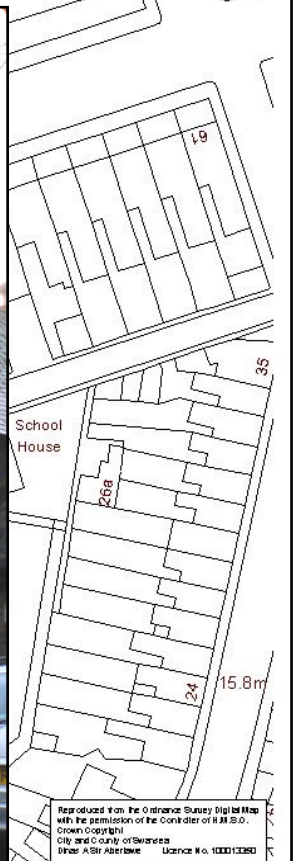 61
35
School
House
26a
24
15.8m
Reproduced from the Ordnance Survey Digital Map
with the permission of the Controller of H.M.S.O.
Crown Copyright
City and County of Swansea
Dinas A Sir Abertawe Licence No. 100013390